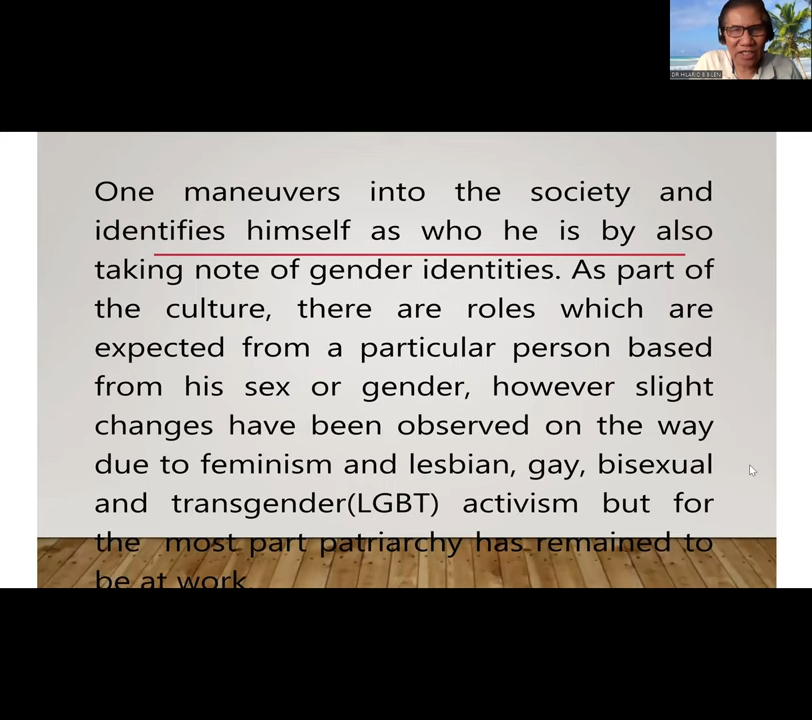 DR HILARIO B BILEN
One maneuvers into the society and
identifies himself as who he is by also
taking note of gender identities. As part of
the culture, there are roles which are
expected from a particular person based
from his sex or gender, however slight
changes have been observed on the way
due to feminism and lesbian, gay, bisexual
and transgender(LGBT) activism but for
the most part patriarchy has remained to
be at work.